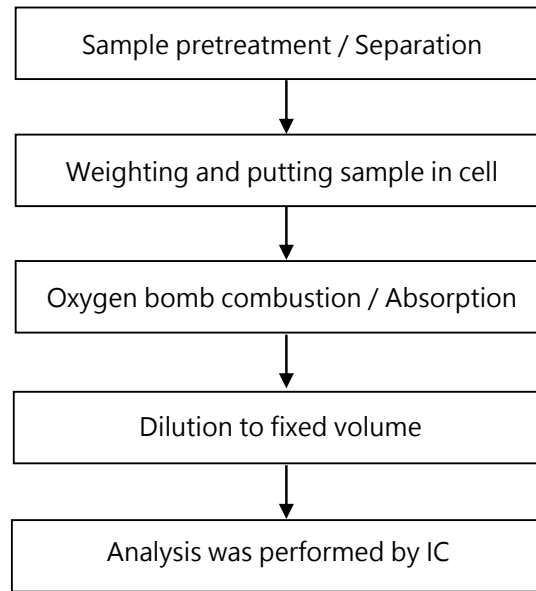 Sample pretreatment / Separation
Weighting and putting sample in cell
Oxygen bomb combustion / Absorption
Dilution to fixed volume
Analysis was performed by IC